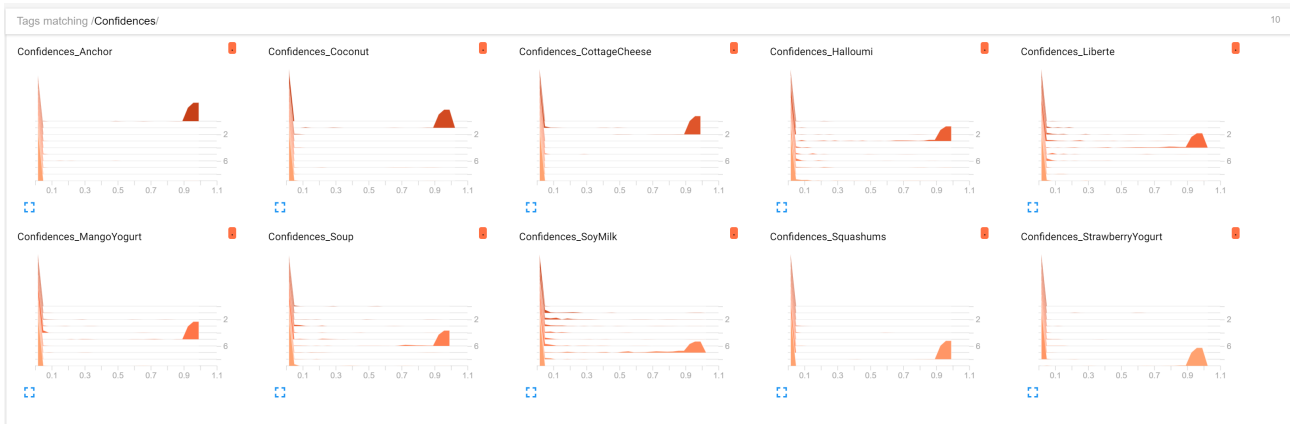 Tags matching /Confidences/ 10
Confidences_Anchor
2
6
0.1 0.3 0.5 0.7 0.9 1.1
Confidences_Coconut
2
6
0.1 0.3 0.5 0.7 0.9 1.1
Confidences_CottageCheese
2
6
0.1 0.3 0.5 0.7 0.9 1.1
Confidences_Halloumi
2
6
0.1 0.3 0.5 0.7 0.9 1.1
Confidences_Liberte
2
6
0.1 0.3 0.5 0.7 0.9 1.1
Confidences_MangoYogurt
2
6
0.1 0.3 0.5 0.7 0.9 1.1
Confidences_Soup
2
6
0.1 0.3 0.5 0.7 0.9 1.1
Confidences_SoyMilk
2
6
0.1 0.3 0.5 0.7 0.9 1.1
Confidences_Squashums
2
6
0.1 0.3 0.5 0.7 0.9 1.1
Confidences_StrawberryYogurt
2
6
0.1 0.3 0.5 0.7 0.9 1.1